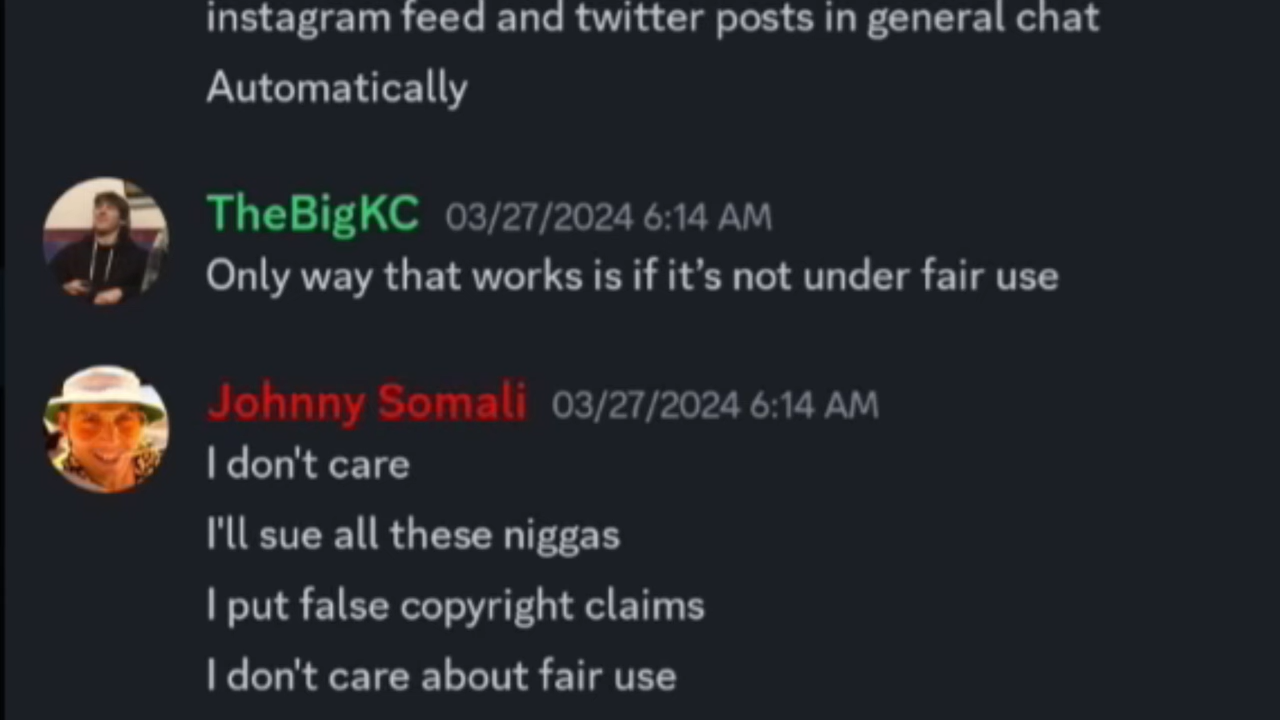 instagram feed and twitter posts in general chat
Automatically
TheBigKC 03/27/2024 6:14 AM
Only way that works is if it’s not under fair use
Johnny Somali 03/27/2024 6:14 AM
I don't care
I'll sue all these niggas
I put false copyright claims
I don't care about fair use